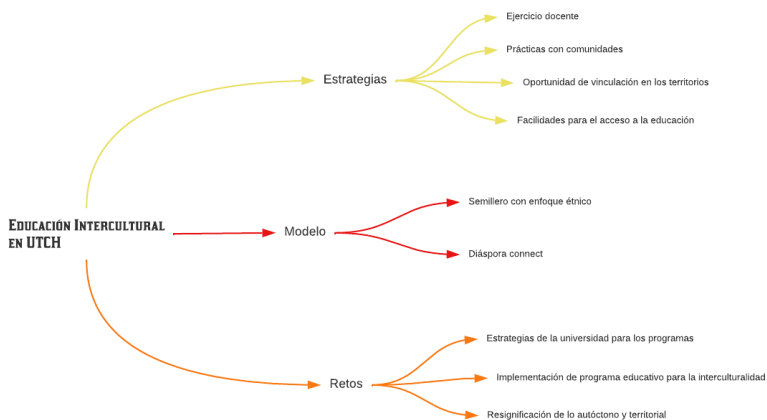 Educación Intercultural
en UTCH
Estrategias
Ejercicio docente
Prácticas con comunidades
Oportunidad de vinculación en los territorios
Facilidades para el acceso a la educación
Modelo
Semillero con enfoque étnico
Diáspora connect
Retos
Estrategias de la universidad para los programas
Implementación de programa educativo para la interculturalidad
Resignificación de lo autóctono y territorial